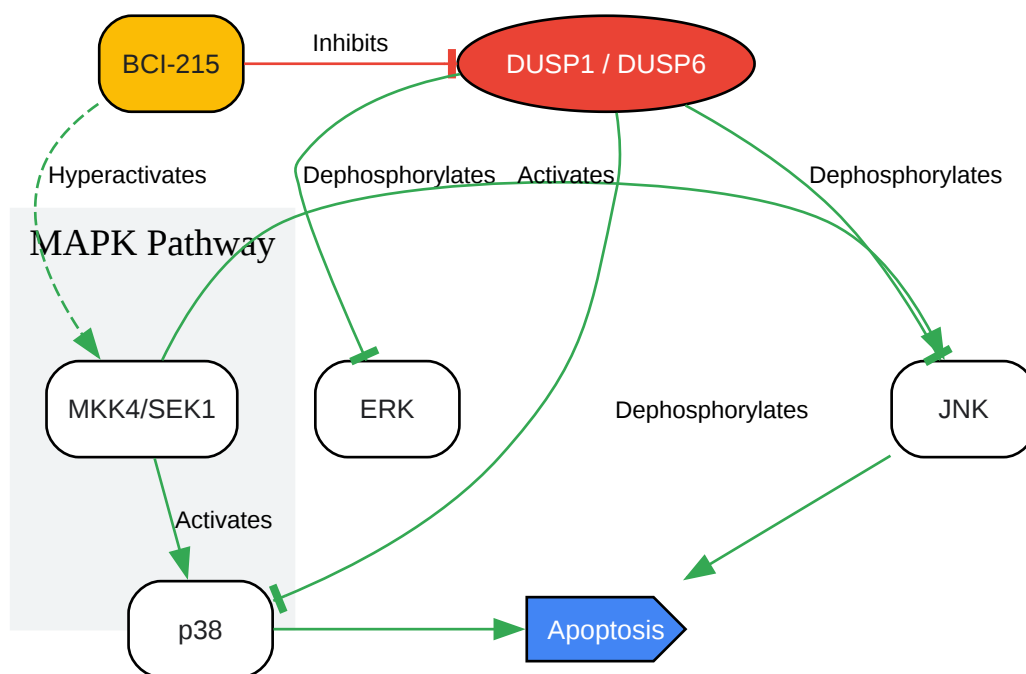 Inhibits
BCI-215
DUSP1 / DUSP6
Hyperactivates
Dephosphorylates
Activates
Dephosphorylates
MAPK Pathway
MKK4/SEK1
ERK
Dephosphorylates
JNK
Activates
p38
Apoptosis